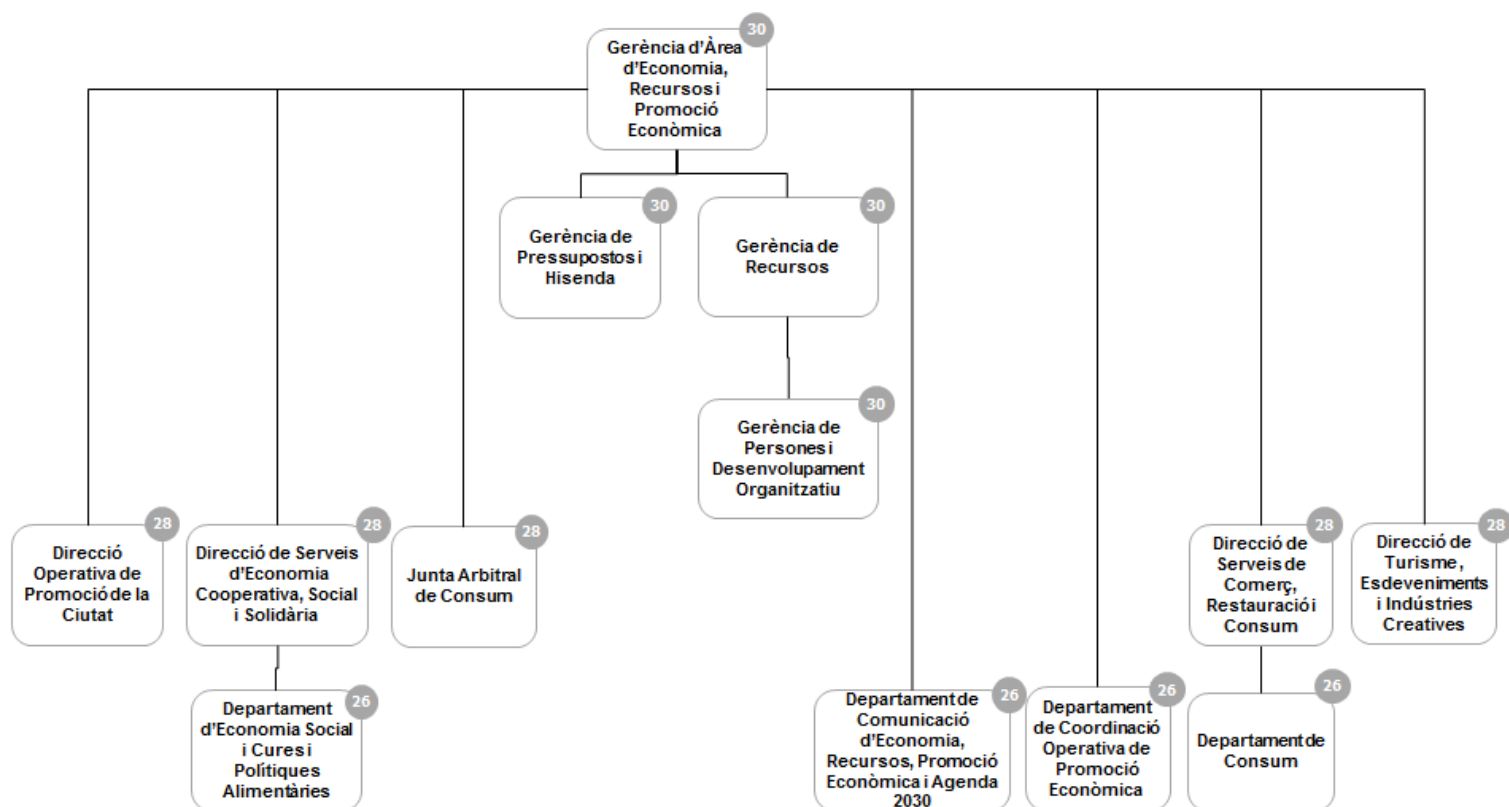 30
Gerència d'Àrea
d'Economia,
Recursos i
Promoció
Econòmica
30
Gerència de
Pressupostos i
Hisenda
30
Gerència de
Recursos
30
Gerència de
Persones i
Desenvolupament
Organitzatiu
28
Direcció
Operativa de
Promoció de la
Ciutat
28
Direcció de Serveis
d'Economia
Cooperativa, Social
i Solidària
28
Junta Arbitral
de Consum
28
Direcció de
Serveis de
Comerç,
Restauració i
Consum
28
Direcció de
Turisme,
Esdeveniments
i Indústries
Creatives
26
Departament
d'Economia Social
i Cures i
Polítiques
Alimentàries
26
Departament de
Comunicació
d'Economia,
Recursos, Promoció
Econòmica i Agenda
2030
26
Departament
de Coordinació
Operativa de
Promoció
Econòmica
26
Departament de
Consum